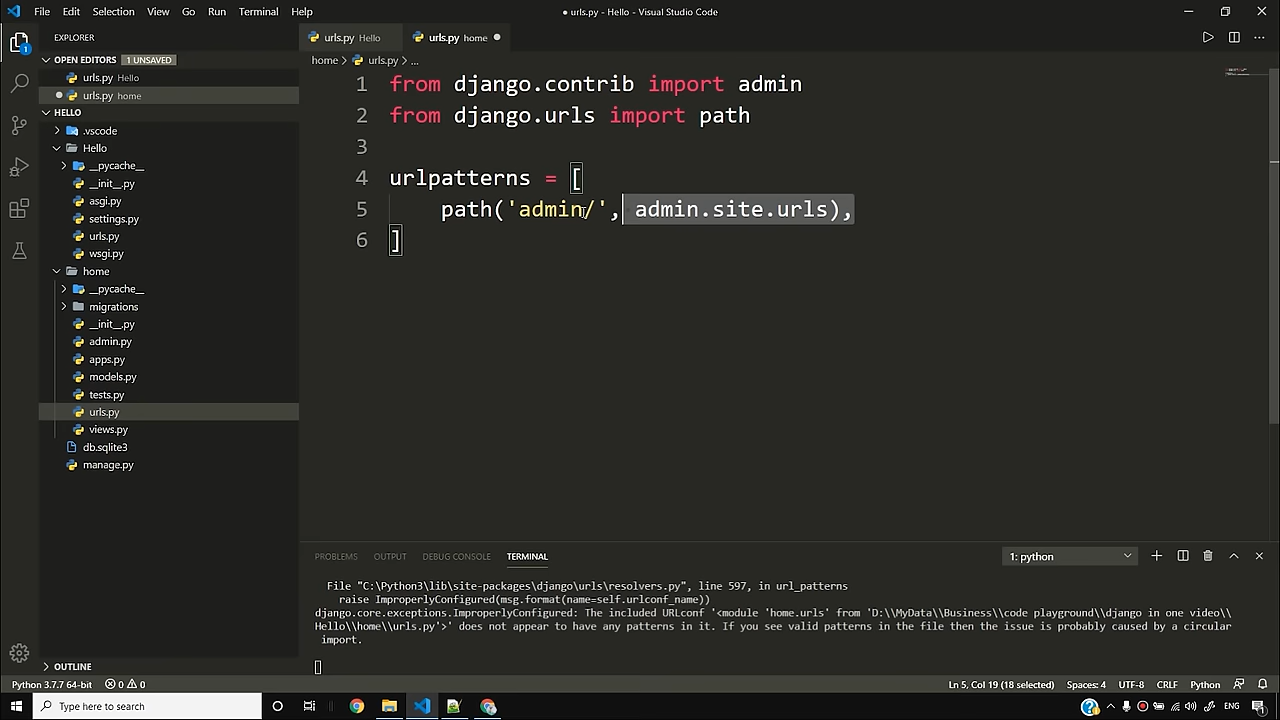 File Edit Selection View Go Run Terminal Help
● urls.py - Hello - Visual Studio Code
EXPLORER
OPEN EDITORS 1 UNSAVED
urls.py Hello
urls.py home
HELLO
.vscode
Hello
__pycache__
__init__.py
asgi.py
settings.py
urls.py
wsgi.py
home
__pycache__
migrations
__init__.py
admin.py
apps.py
models.py
tests.py
urls.py
views.py
db.sqlite3
manage.py
OUTLINE
urls.py Hello
urls.py home
home > urls.py > ...
1 from django.contrib import admin
2 from django.urls import path
3
4 urlpatterns = [
5 path('admin/', admin.site.urls),
6 ]
PROBLEMS OUTPUT DEBUG CONSOLE TERMINAL
1: python
File "C:\Python3\lib\site-packages\django\urls\resolvers.py", line 597, in url_patterns
raise ImproperlyConfigured(msg.format(name=self.urlconf_name))
django.core.exceptions.ImproperlyConfigured: The included URLconf '<module 'home.urls' from 'D:\\MyData\\Business\\code playground\\django in one video\\
Hello\\home\\urls.py'>' does not appear to have any patterns in it. If you see valid patterns in the file then the issue is probably caused by a circular
import.
Python 3.7.7 64-bit 0 0
Ln 5, Col 19 (18 selected) Spaces: 4 UTF-8 CRLF Python
Type here to search
ENG